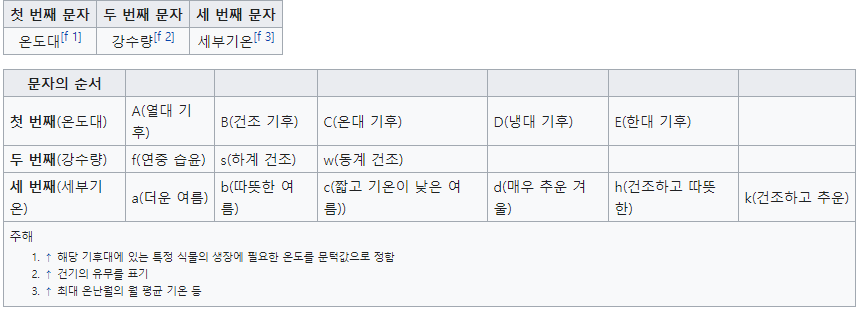 첫 번째 문자 두 번째 문자 세 번째 문자
온도대[f 1] 강수량[f 2] 세부기온[f 3]
문자의 순서
첫 번째(온도대) A(열대 기후) B(건조 기후) C(온대 기후) D(냉대 기후) E(한대 기후)
두 번째(강수량) f(연중 습윤) s(하계 건조) w(동계 건조)
세 번째(세부기온) a(더운 여름) b(따뜻한 여름) c(짧고 기온이 낮은 여름)) d(매우 추운 겨울) h(건조하고 따뜻한) k(건조하고 추운)
주해
1. ↑ 해당 기후대에 있는 특정 식물의 생장에 필요한 온도를 문턱값으로 정함
2. ↑ 건기의 유무를 표기
3. ↑ 최대 온난월의 월 평균 기온 등